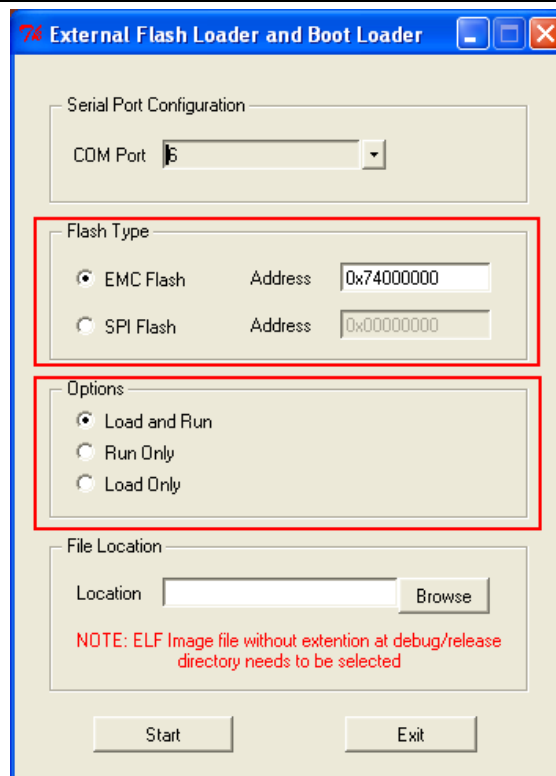 External Flash Loader and Boot Loader
Serial Port Configuration
COM Port 6
Flash Type
EMC Flash Address 0x74000000
SPI Flash Address 0x00000000
Options
Load and Run
Run Only
Load Only
File Location
Location Browse
NOTE: ELF Image file without extention at debug/release
directory needs to be selected
Start Exit